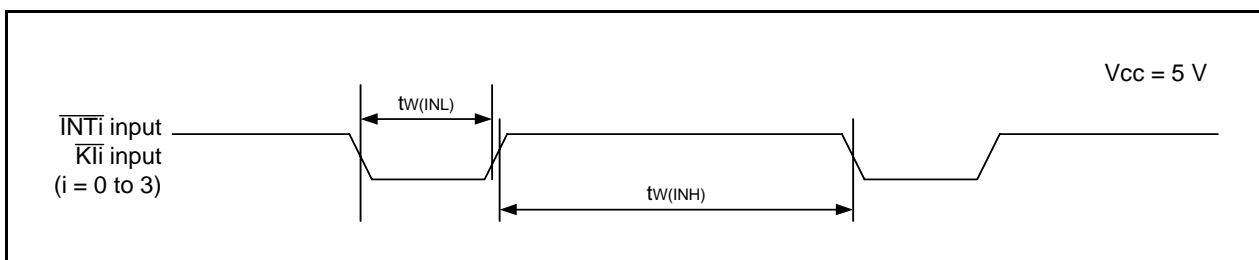 Vcc = 5 V
tW(INL)
INTi input
KIi input
(i = 0 to 3)
tW(INH)